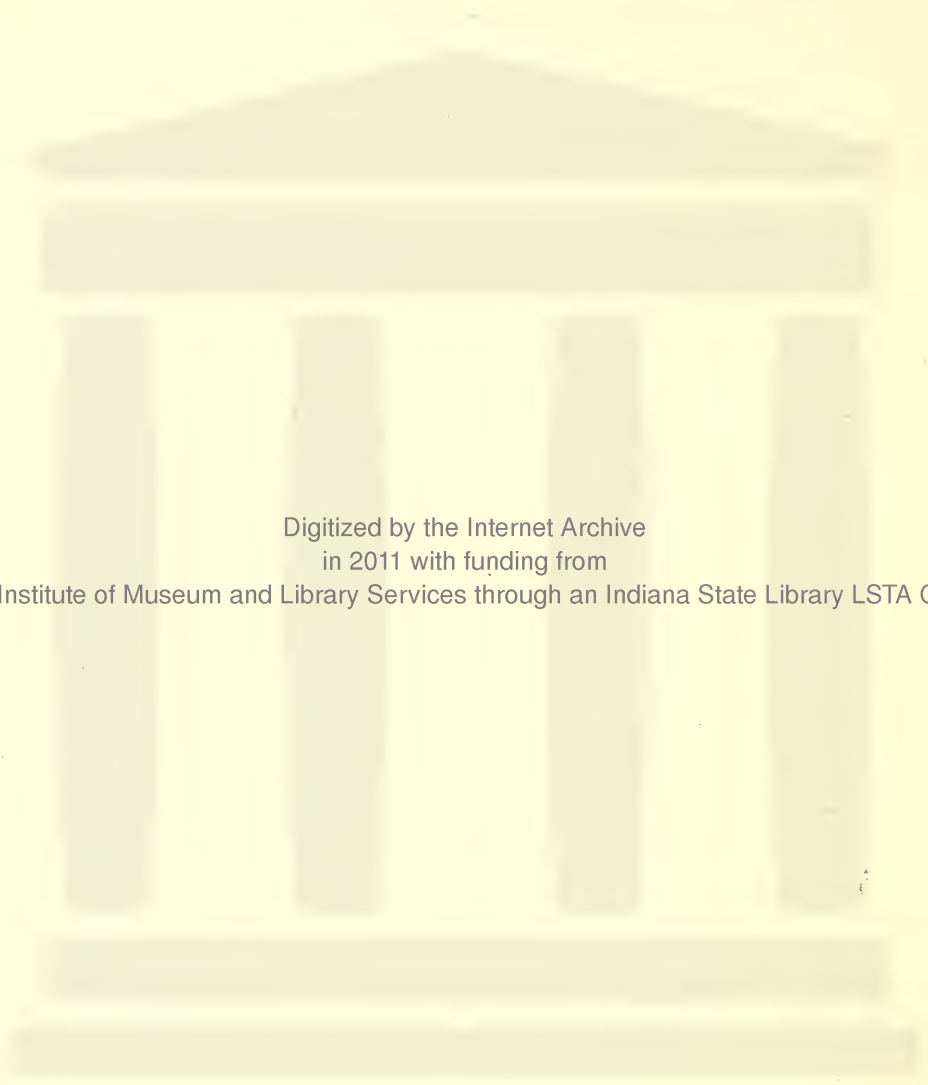 Digitized by the Internet Archive
in 2011 with funding from
Institute of Museum and Library Services through an Indiana State Library LSTA